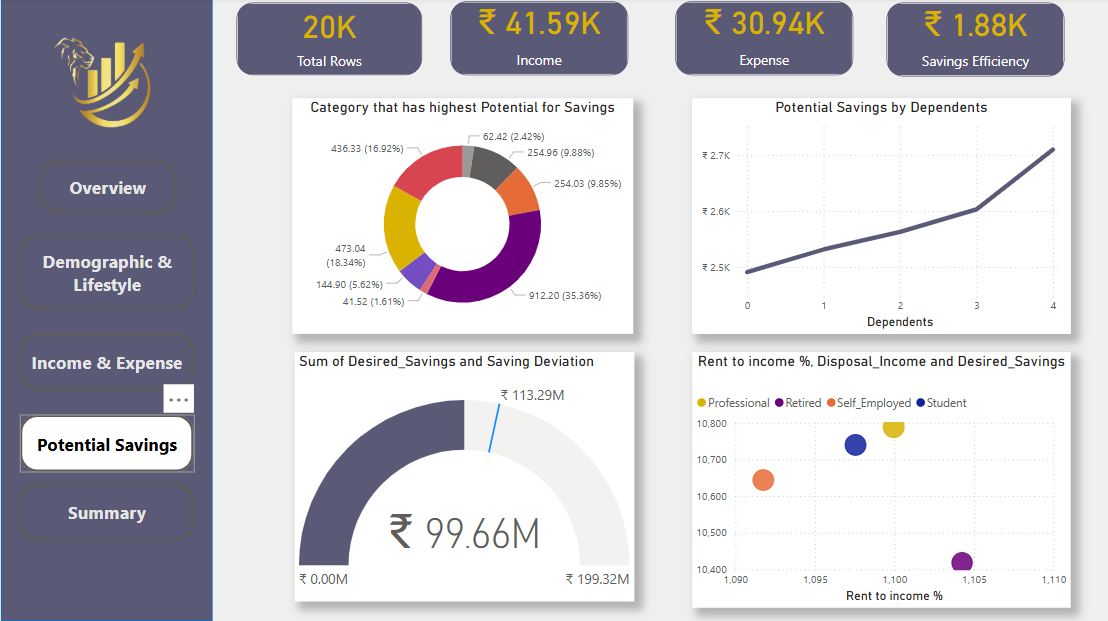 20K
Total Rows
₹ 41.59K
Income
₹ 30.94K
Expense
₹ 1.88K
Savings Efficiency
Overview
Demographic &
Lifestyle
Income & Expense
...
Potential Savings
Summary
Category that has highest Potential for Savings
62.42 (2.42%)
254.96 (9.88%)
254.03 (9.85%)
912.20 (35.36%)
41.52 (1.61%)
144.90 (5.62%)
473.04
(18.34%)
436.33 (16.92%)
Potential Savings by Dependents
₹ 2.7K
₹ 2.6K
₹ 2.5K
0 1 2 3 4
Dependents
Sum of Desired_Savings and Saving Deviation
₹ 113.29M
₹ 99.66M
₹ 0.00M
₹ 199.32M
Rent to income %, Disposal_Income and Desired_Savings
Professional Retired Self_Employed Student
10,800
10,700
10,600
10,500
10,400
1,090 1,095 1,100 1,105 1,110
Rent to income %